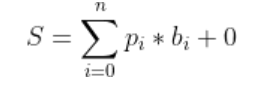 S = \sum_{i=0}^{n} p_i * b_i + 0